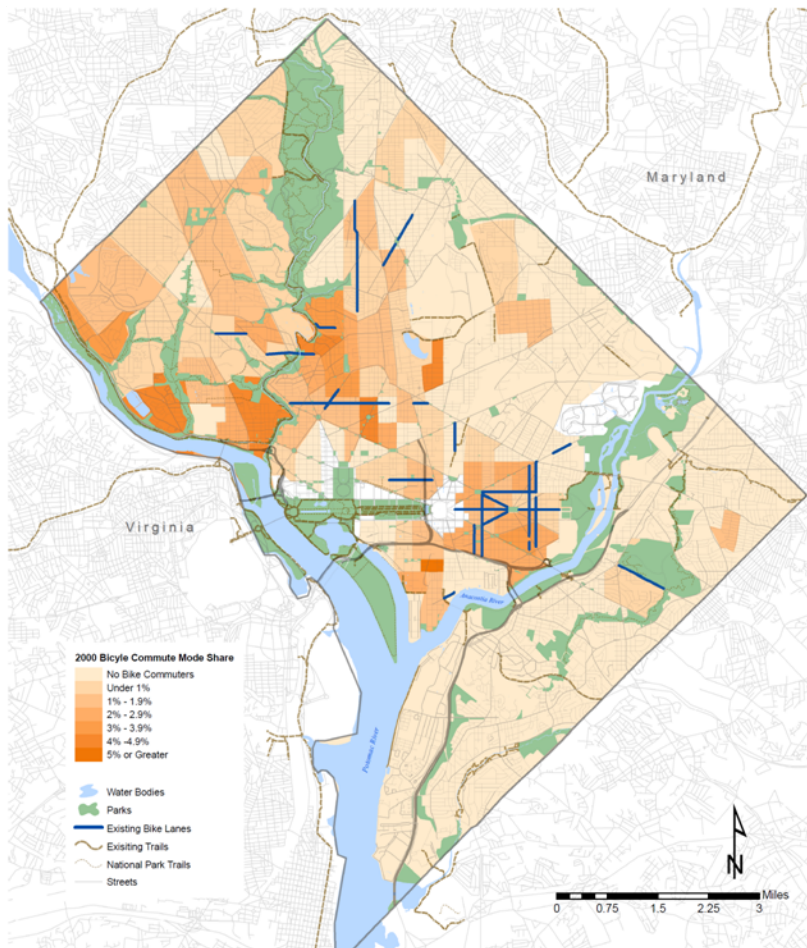 Maryland
Virginia
Anacostia River
Potomac River
2000 Bicyle Commute Mode Share
No Bike Commuters
Under 1%
1% - 1.9%
2% - 2.9%
3% - 3.9%
4% -4.9%
5% or Greater
Water Bodies
Parks
Existing Bike Lanes
Exisiting Trails
National Park Trails
Streets
N
Miles
0 0.75 1.5 2.25 3